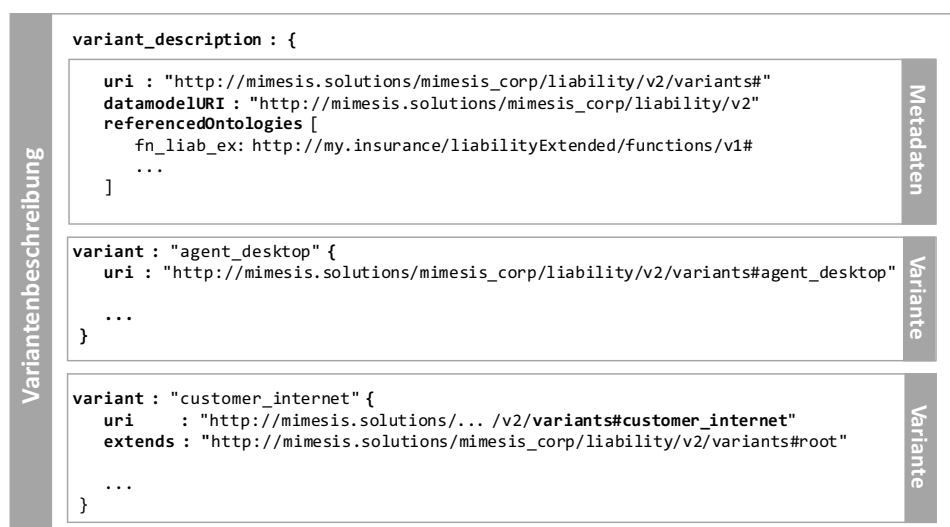 Variantenbeschreibung
variant_description : {
Metadaten
uri : "http://mimesis.solutions/mimesis_corp/liability/v2/variants#"
datamodelURI : "http://mimesis.solutions/mimesis_corp/liability/v2"
referencedOntologies [
fn_liab_ex: http://my.insurance/liabilityExtended/functions/v1#
...
]
Variante
variant : "agent_desktop" {
uri : "http://mimesis.solutions/mimesis_corp/liability/v2/variants#agent_desktop"
...
}
Variante
variant : "customer_internet" {
uri : "http://mimesis.solutions/... /v2/variants#customer_internet"
extends : "http://mimesis.solutions/mimesis_corp/liability/v2/variants#root"
...
}